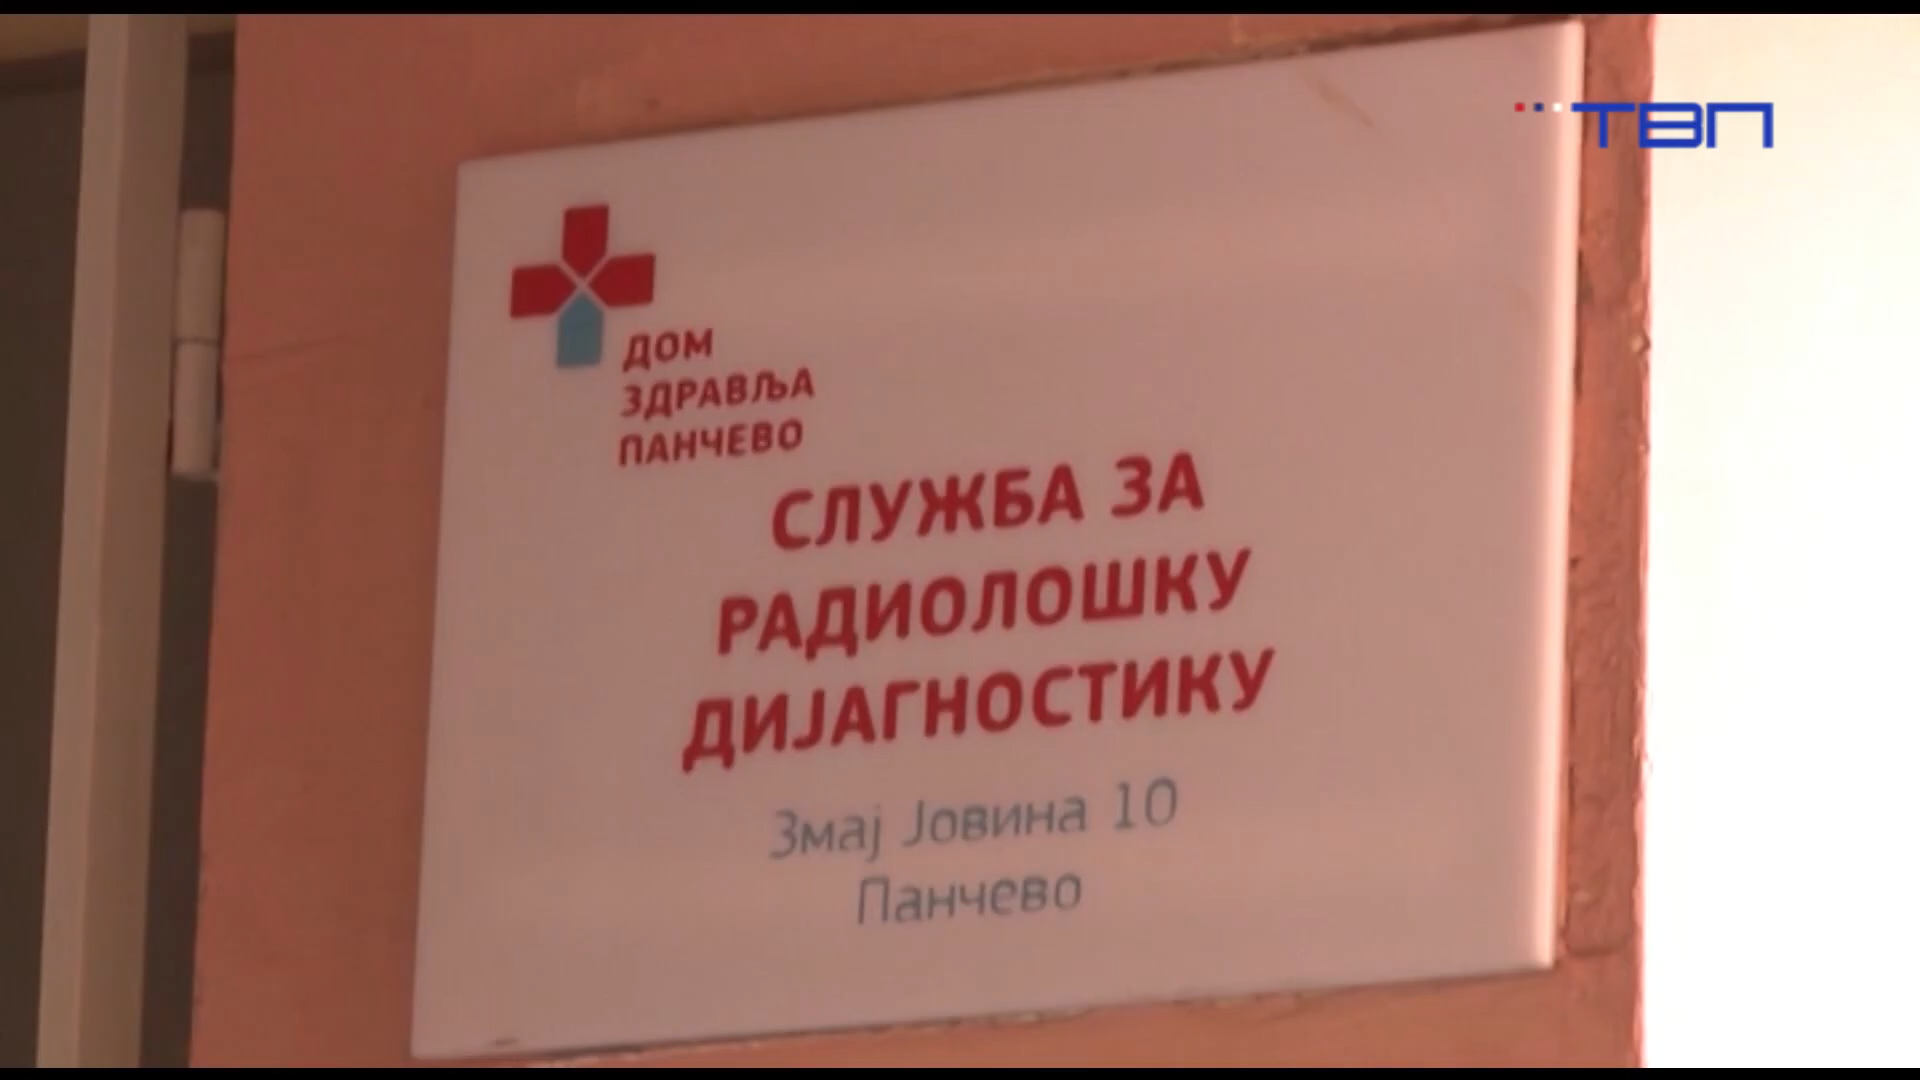 ТВП
ДОМ
ЗДРАВЉА
ПАНЧЕВО
СЛУЖБА ЗА
РАДИОЛОШКУ
ДИЈАГНОСТИКУ
Змај Јовина 10
Панчево